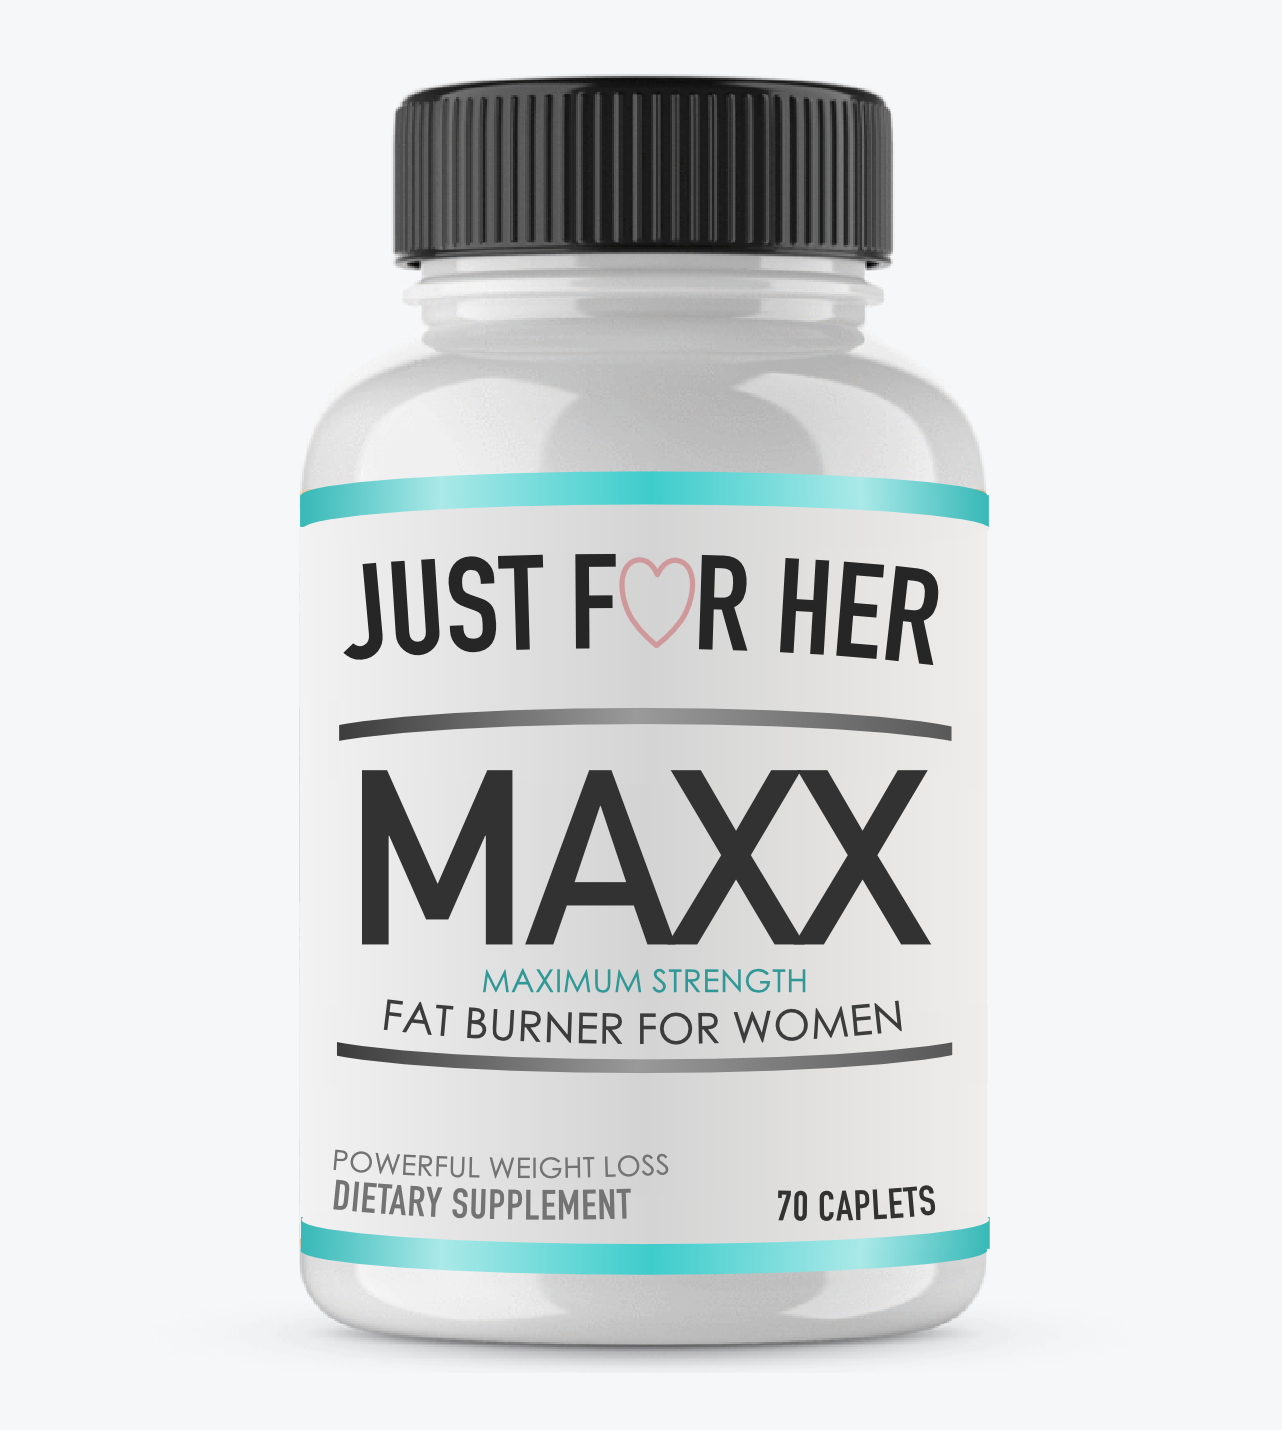 JUST FOR HER
MAXX
MAXIMUM STRENGTH
FAT BURNER FOR WOMEN
POWERFUL WEIGHT LOSS
DIETARY SUPPLEMENT
70 CAPLETS